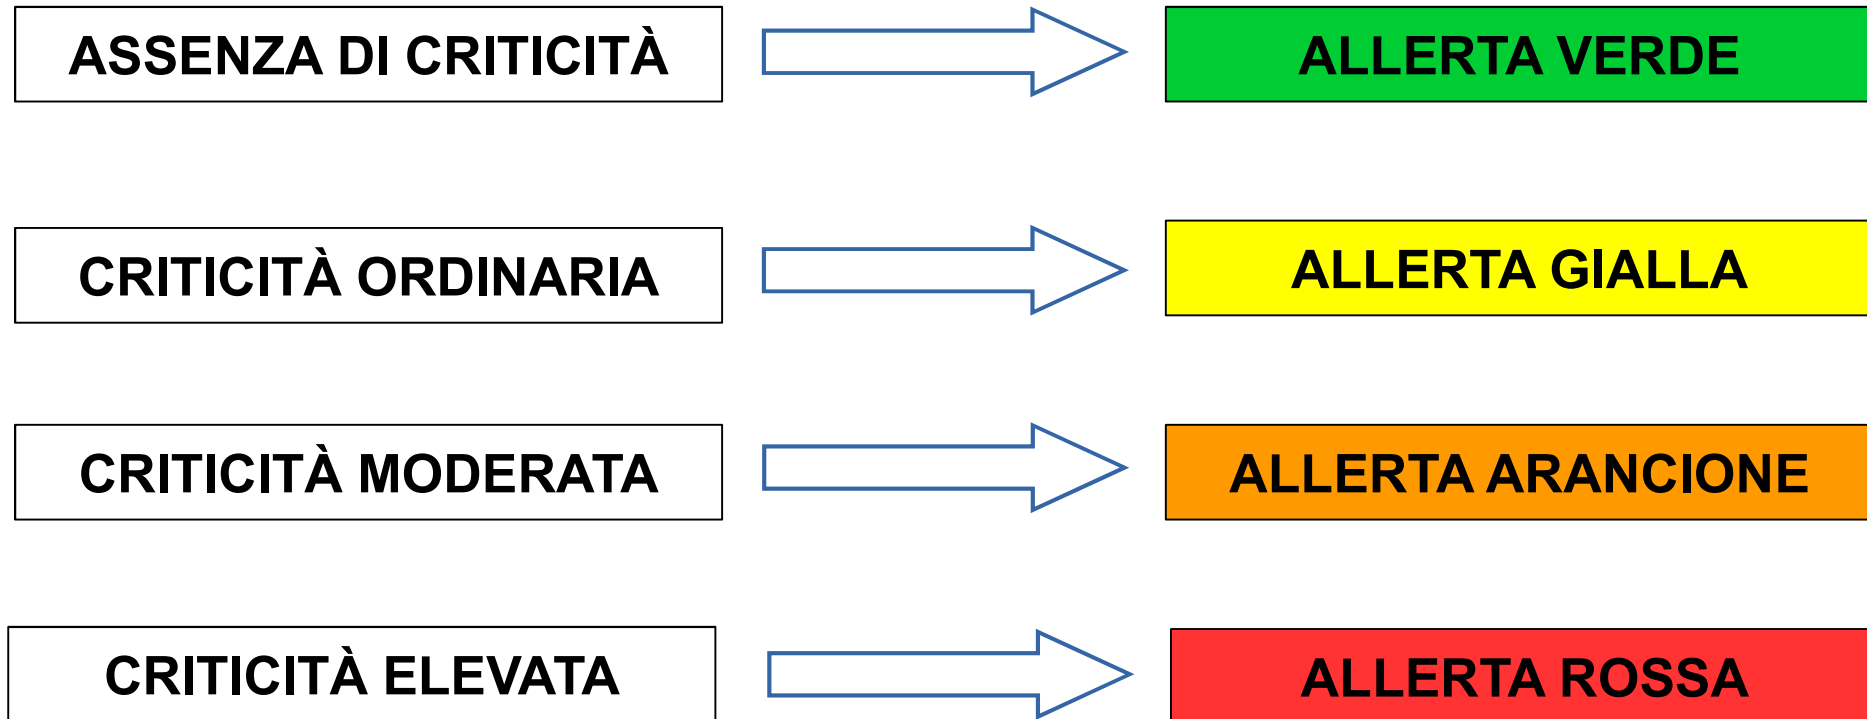 ASSENZA DI CRITICITÀ
ALLERTA VERDE
CRITICITÀ ORDINARIA
ALLERTA GIALLA
CRITICITÀ MODERATA
ALLERTA ARANCIONE
CRITICITÀ ELEVATA
ALLERTA ROSSA